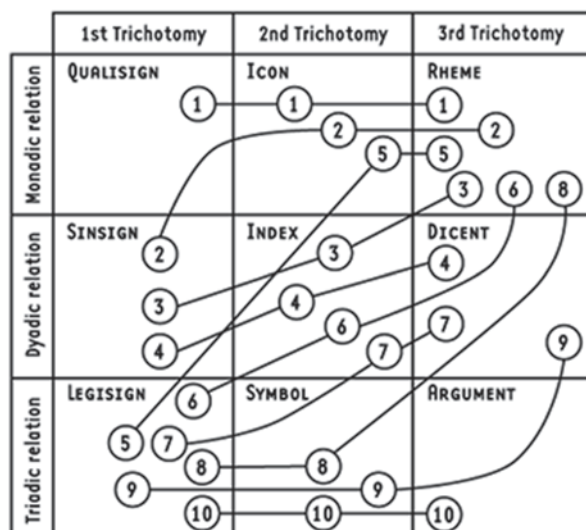 1st Trichotomy 2nd Trichotomy 3rd Trichotomy
Monadic relation
QUALISIGN ICON RHEME
1 1 1
2 2
5 5
3 6 8
Dyadic relation
SINSIGN INDEX DICENT
2 3 4
3 4
6 7
4 7 9
Triadic relation
LEGISIGN SYMBOL ARGUMENT
6
5 7
8 8
9 9
10 10 10